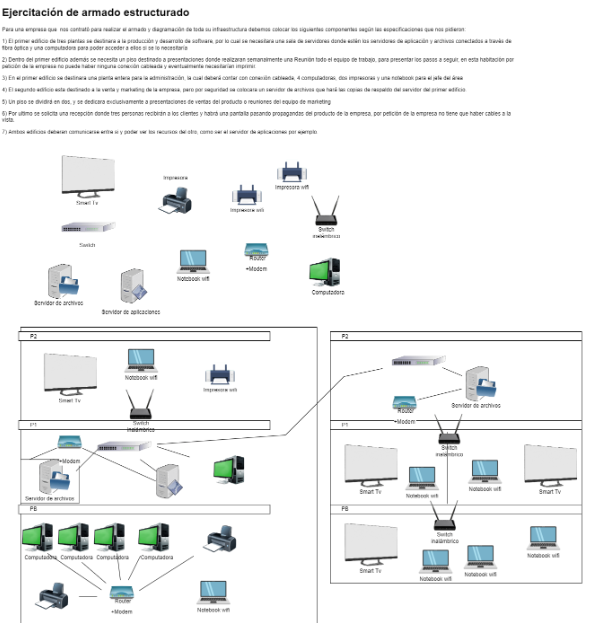 Ejercitación de armado estructurado
Para una empresa que nos contrató para realizar el armado y diagramación de toda su infraestructura debemos colocar los siguientes componentes según las especificaciones que nos pidieron:
1) El primer edificio de tres plantas se destinara a la producción y desarrollo de software, por lo cual se necesitara una sala de servidores donde estén los servidores de aplicación y archivos conectados a través de
fibra óptica y una computadora para poder acceder a ellos si se lo necesitaría
2) Dentro del primer edificio además se necesita un piso destinado a presentaciones donde realizaran semanalmente una Reunión todo el equipo de trabajo, para presentar los pasos a seguir, en esta habitación por
petición de la empresa no puede haber ninguna conexión cableada y eventualmente necesitarían imprimir
3) En el primer edificio se destinará una planta entera para la administración, la cual deberá contar con conexión cableada, 4 computadoras, dos impresoras y una notebook para el jefe del área
4) El segundo edificio esta destinado a la venta y marketing de la empresa, pero por seguridad se colocara un servidor de archivos que hará las copias de respaldo del servidor del primer edificio.
5) Un piso se dividirá en dos, y se dedicara exclusivamente a presentaciones de ventas del producto o reuniones del equipo de marketing
6) Por ultimo se solicita una recepción donde tres personas recibirán a los clientes y habrá una pantalla pasando propagandas del producto de la empresa, por petición de la empresa no tiene que haber cables a la
vista.
7) Ambos edificios deberán comunicarse entre si y poder ver los recursos del otro, como ser el servidor de aplicaciones por ejemplo.
Smart Tv
Impresora
Impresora wifi
Impresora wifi
Switch
inalámbrico
Switch
Notebook wifi
Router
+Modem
Computadora
Servidor de archivos
Servidor de aplicaciones
P2
Smart Tv
Notebook wifi
Impresora wifi
Switch
inalámbrico
P1
+Modem
Servidor de archivos
PB
Computadora
Computadora
Computadora
Computadora
Router
+Modem
Notebook wifi
P2
Router
+Modem
Servidor de archivos
P1
Switch
inalámbrico
Smart Tv
Notebook wifi
Notebook wifi
Smart Tv
PB
Switch
inalámbrico
Smart Tv
Notebook wifi
Notebook wifi
Notebook wifi